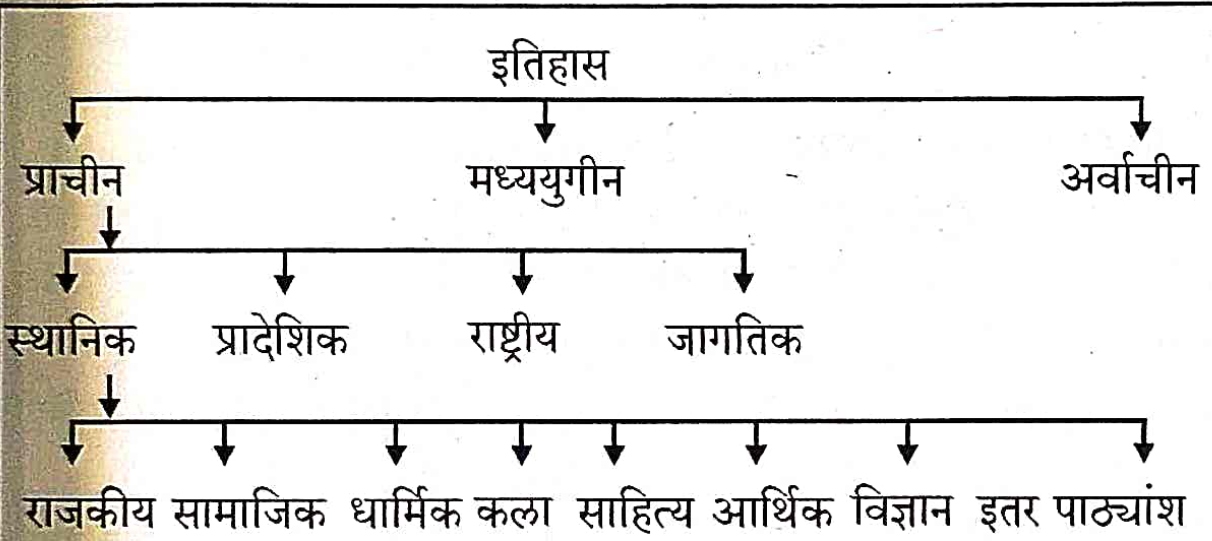 इतिहास
प्राचीन मध्ययुगीन अर्वाचीन
स्थानिक प्रादेशिक राष्ट्रीय जागतिक
राजकीय सामाजिक धार्मिक कला साहित्य आर्थिक विज्ञान इतर पाठ्यांश